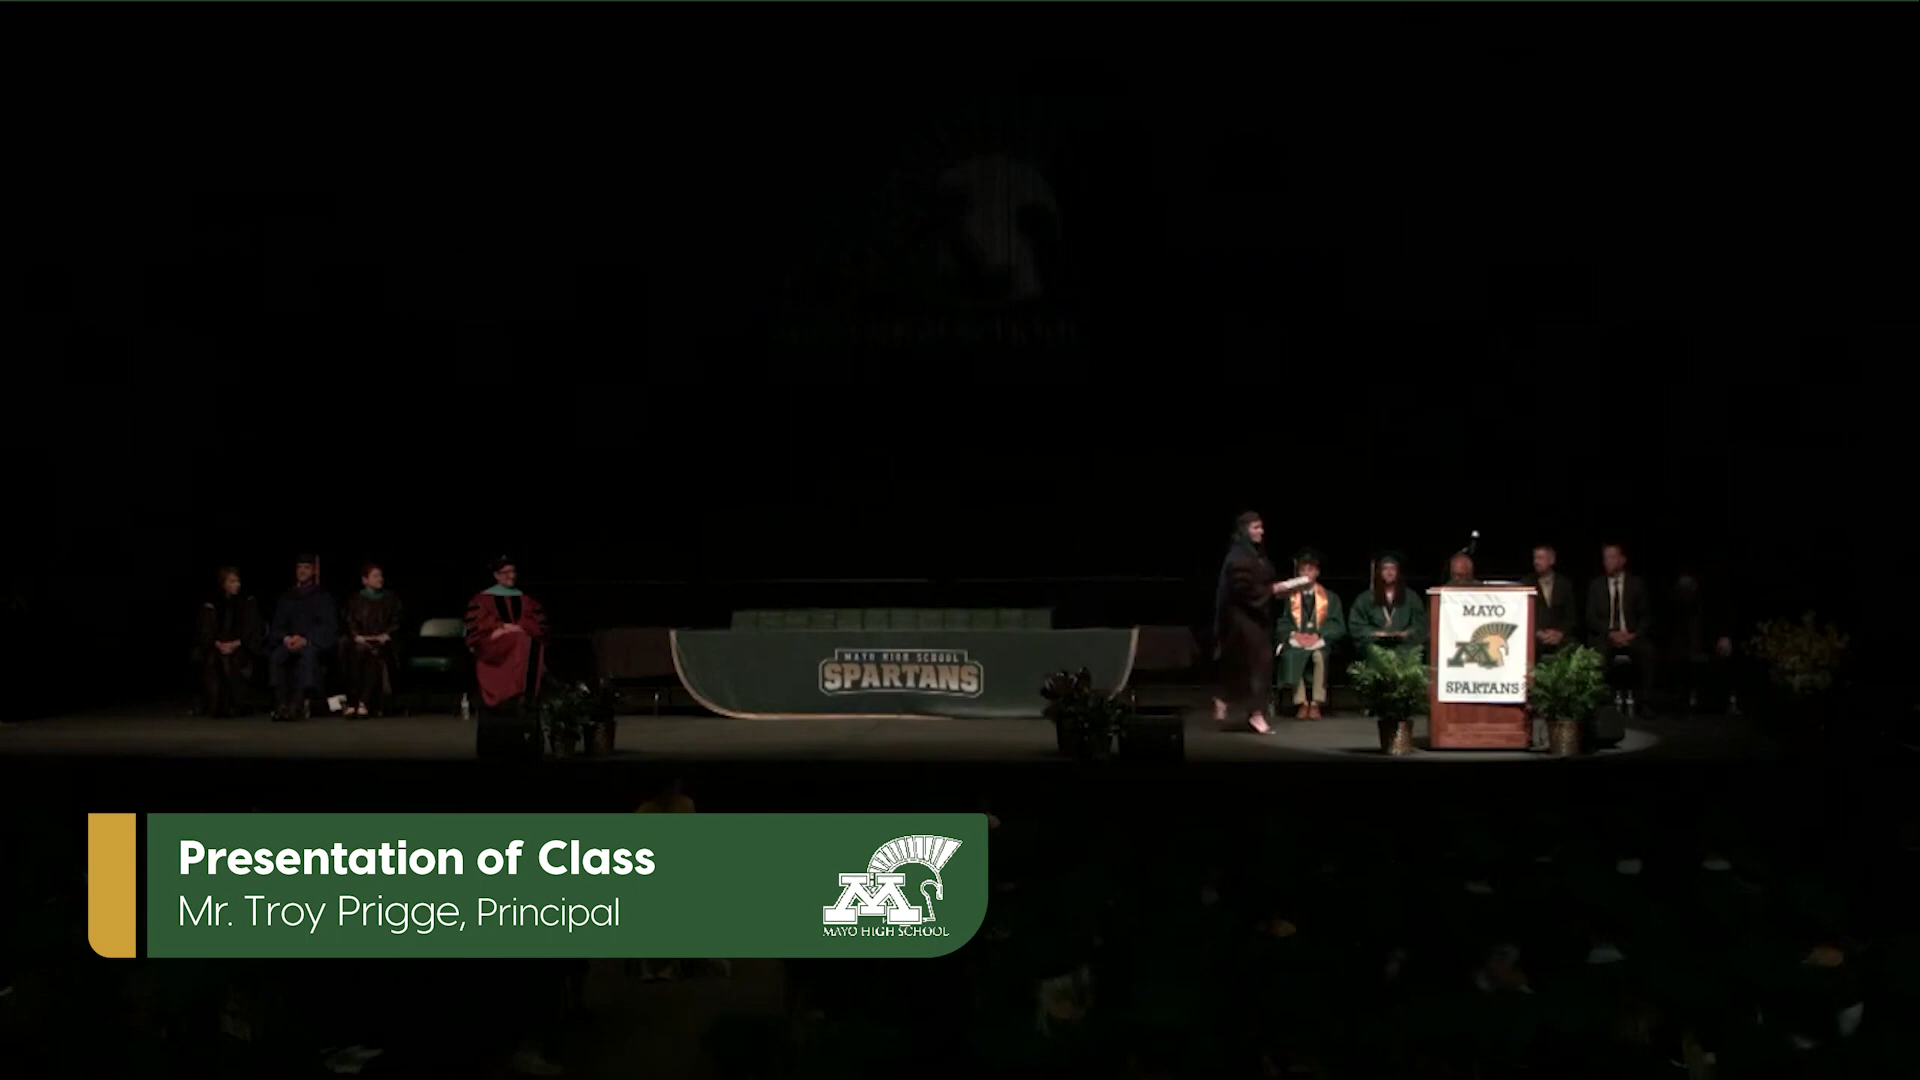 MAYO
SPARTANS
MAYO HIGH SCHOOL
SPARTANS
Presentation of Class
Mr. Troy Prigge, Principal
M
MAYO HIGH SCHOOL